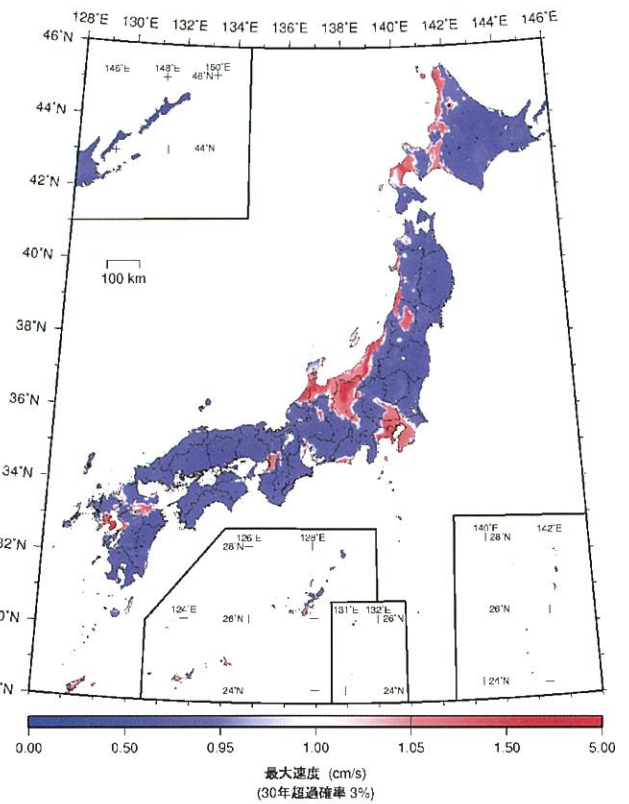 128°E 130°E 132°E 134°E 136°E 138°E 140°E 142°E 144°E 146°E
46°N
146°E 148°E 150°E
46°N
44°N
44°N
42°N
40°N
100 km
38°N
36°N
34°N
32°N
126°E 128°E
28°N
140°E 142°E
28°N
124°E
26°N
131°E 132°E
26°N
26°N
24°N
24°N
24°N
0.00 0.50 0.95 1.00 1.05 1.50 5.00
最大速度 (cm/s)
(30年超過確率 3%)